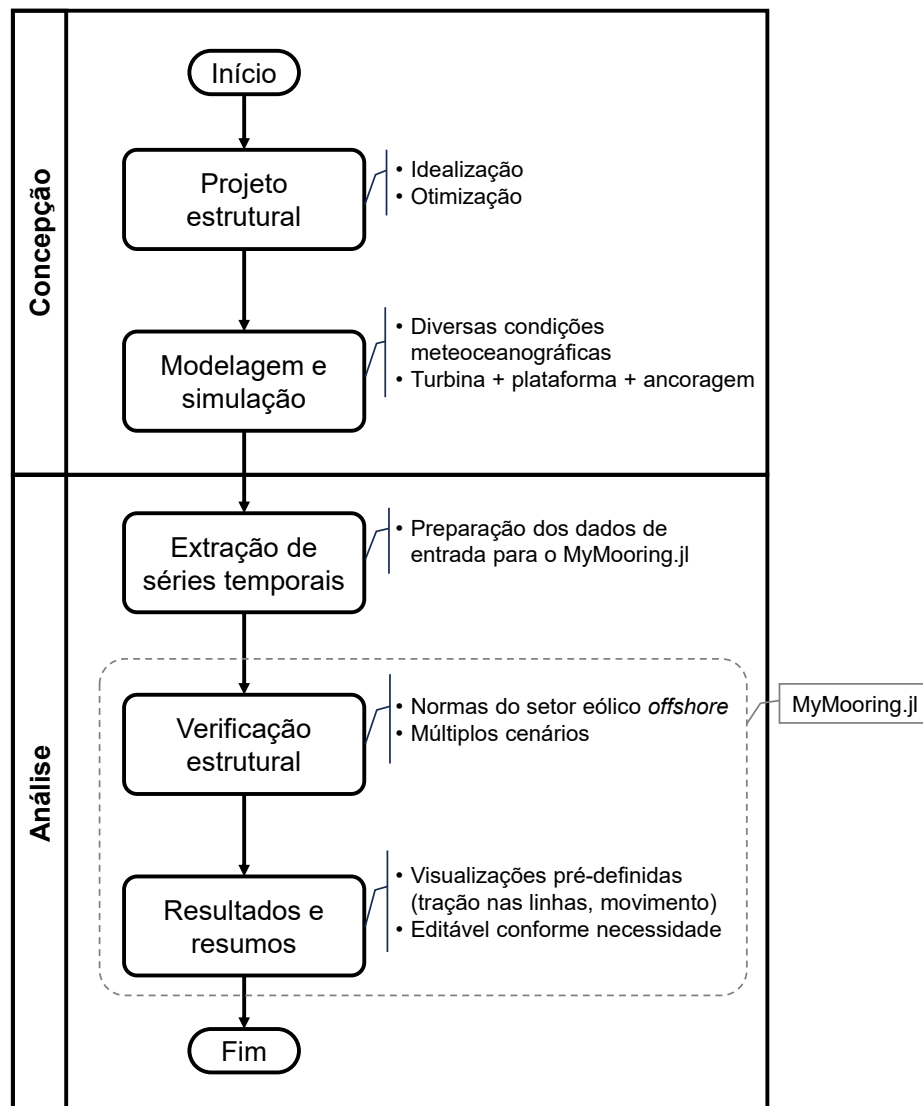 Concepção
Início
Projeto
estrutural
• Idealização
• Otimização
Modelagem e
simulação
• Diversas condições
meteoceanográficas
• Turbina + plataforma + ancoragem
Análise
Extração de
séries temporais
• Preparação dos dados de
entrada para o MyMooring.jl
Verificação
estrutural
• Normas do setor eólico offshore
• Múltiplos cenários
MyMooring.jl
Resultados e
resumos
• Visualizações pré-definidas
(tração nas linhas, movimento)
• Editável conforme necessidade
Fim